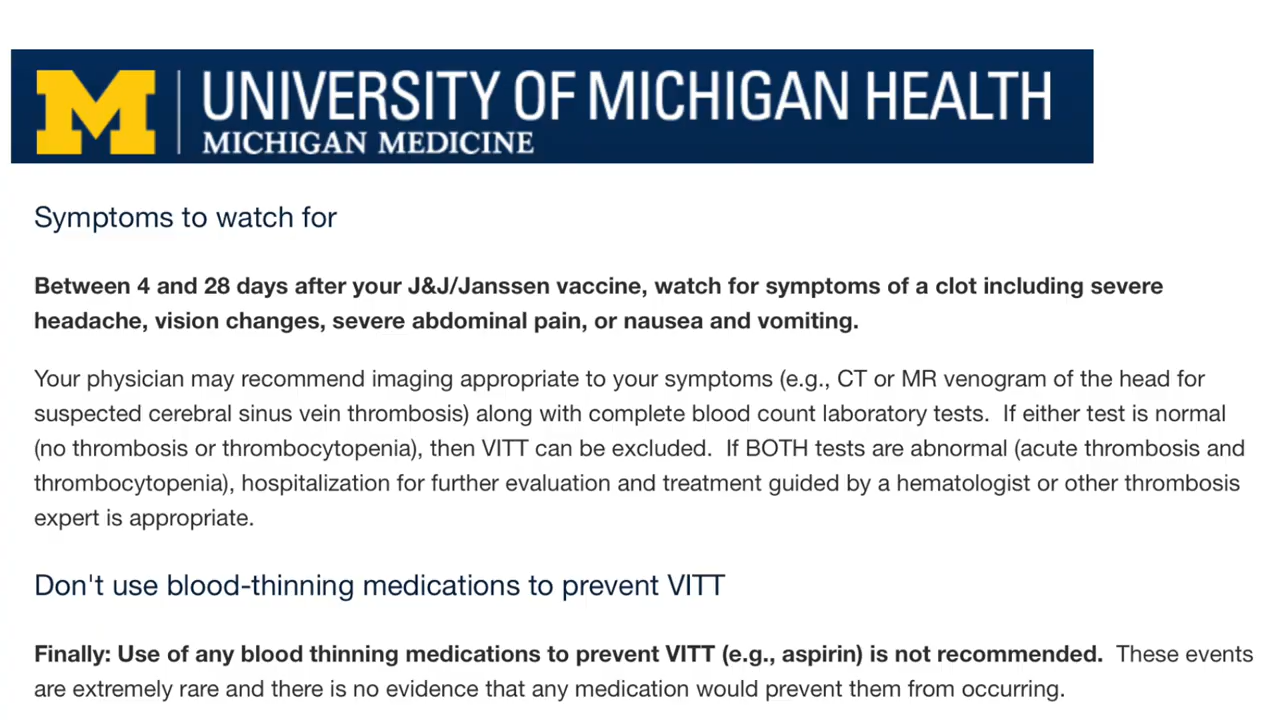 M
UNIVERSITY OF MICHIGAN HEALTH
MICHIGAN MEDICINE
Symptoms to watch for
Between 4 and 28 days after your J&J/Janssen vaccine, watch for symptoms of a clot including severe
headache, vision changes, severe abdominal pain, or nausea and vomiting.
Your physician may recommend imaging appropriate to your symptoms (e.g., CT or MR venogram of the head for
suspected cerebral sinus vein thrombosis) along with complete blood count laboratory tests.  If either test is normal
(no thrombosis or thrombocytopenia), then VITT can be excluded.  If BOTH tests are abnormal (acute thrombosis and
thrombocytopenia), hospitalization for further evaluation and treatment guided by a hematologist or other thrombosis
expert is appropriate.
Don't use blood-thinning medications to prevent VITT
Finally: Use of any blood thinning medications to prevent VITT (e.g., aspirin) is not recommended.  These events
are extremely rare and there is no evidence that any medication would prevent them from occurring.